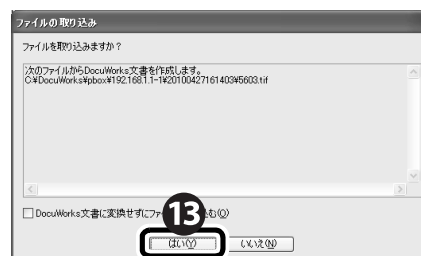 ファイルの取り込み
ファイルを取り込みますか?
次のファイルからDocuWorks文書を作成します。
C:¥DocuWorks¥pbox¥192.168.1.1-1¥20100427161403¥5603.tif
DocuWorks文書に変換せずにファ む(O)
13
はい(Y) いいえ(N)